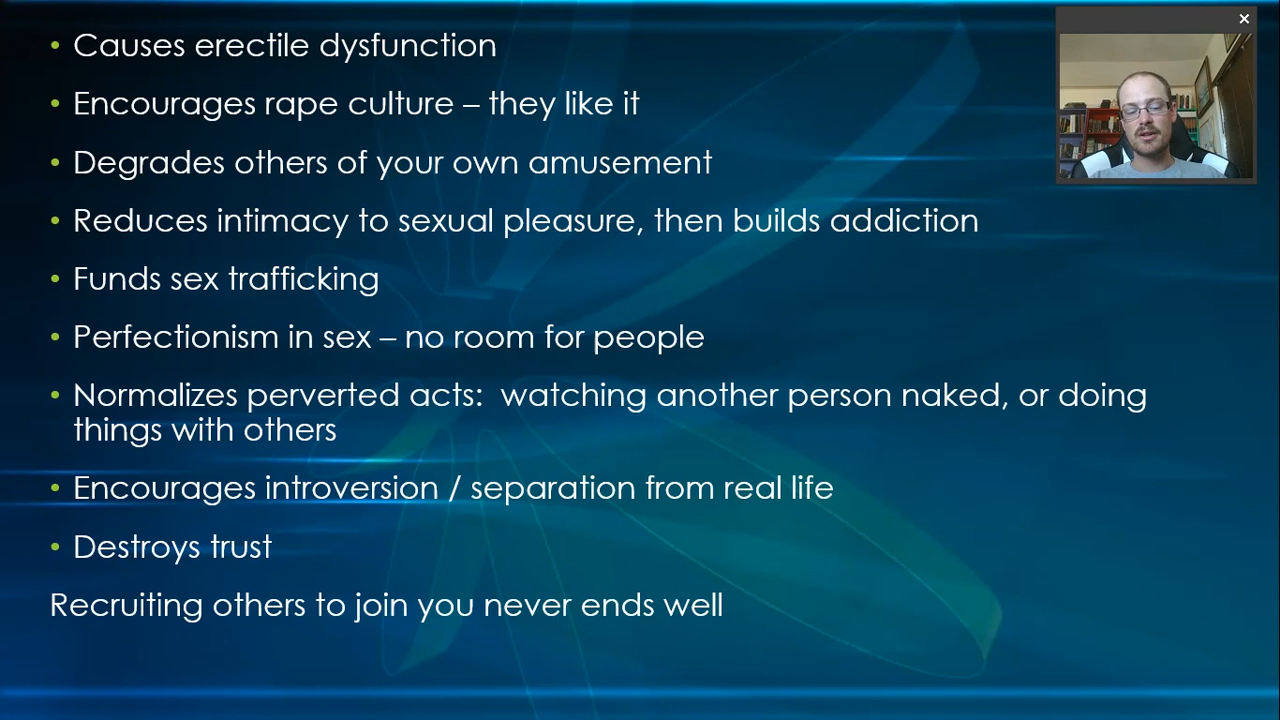 • Causes erectile dysfunction
• Encourages rape culture – they like it
• Degrades others of your own amusement
• Reduces intimacy to sexual pleasure, then builds addiction
• Funds sex trafficking
• Perfectionism in sex – no room for people
• Normalizes perverted acts:  watching another person naked, or doing
things with others
• Encourages introversion / separation from real life
• Destroys trust
Recruiting others to join you never ends well